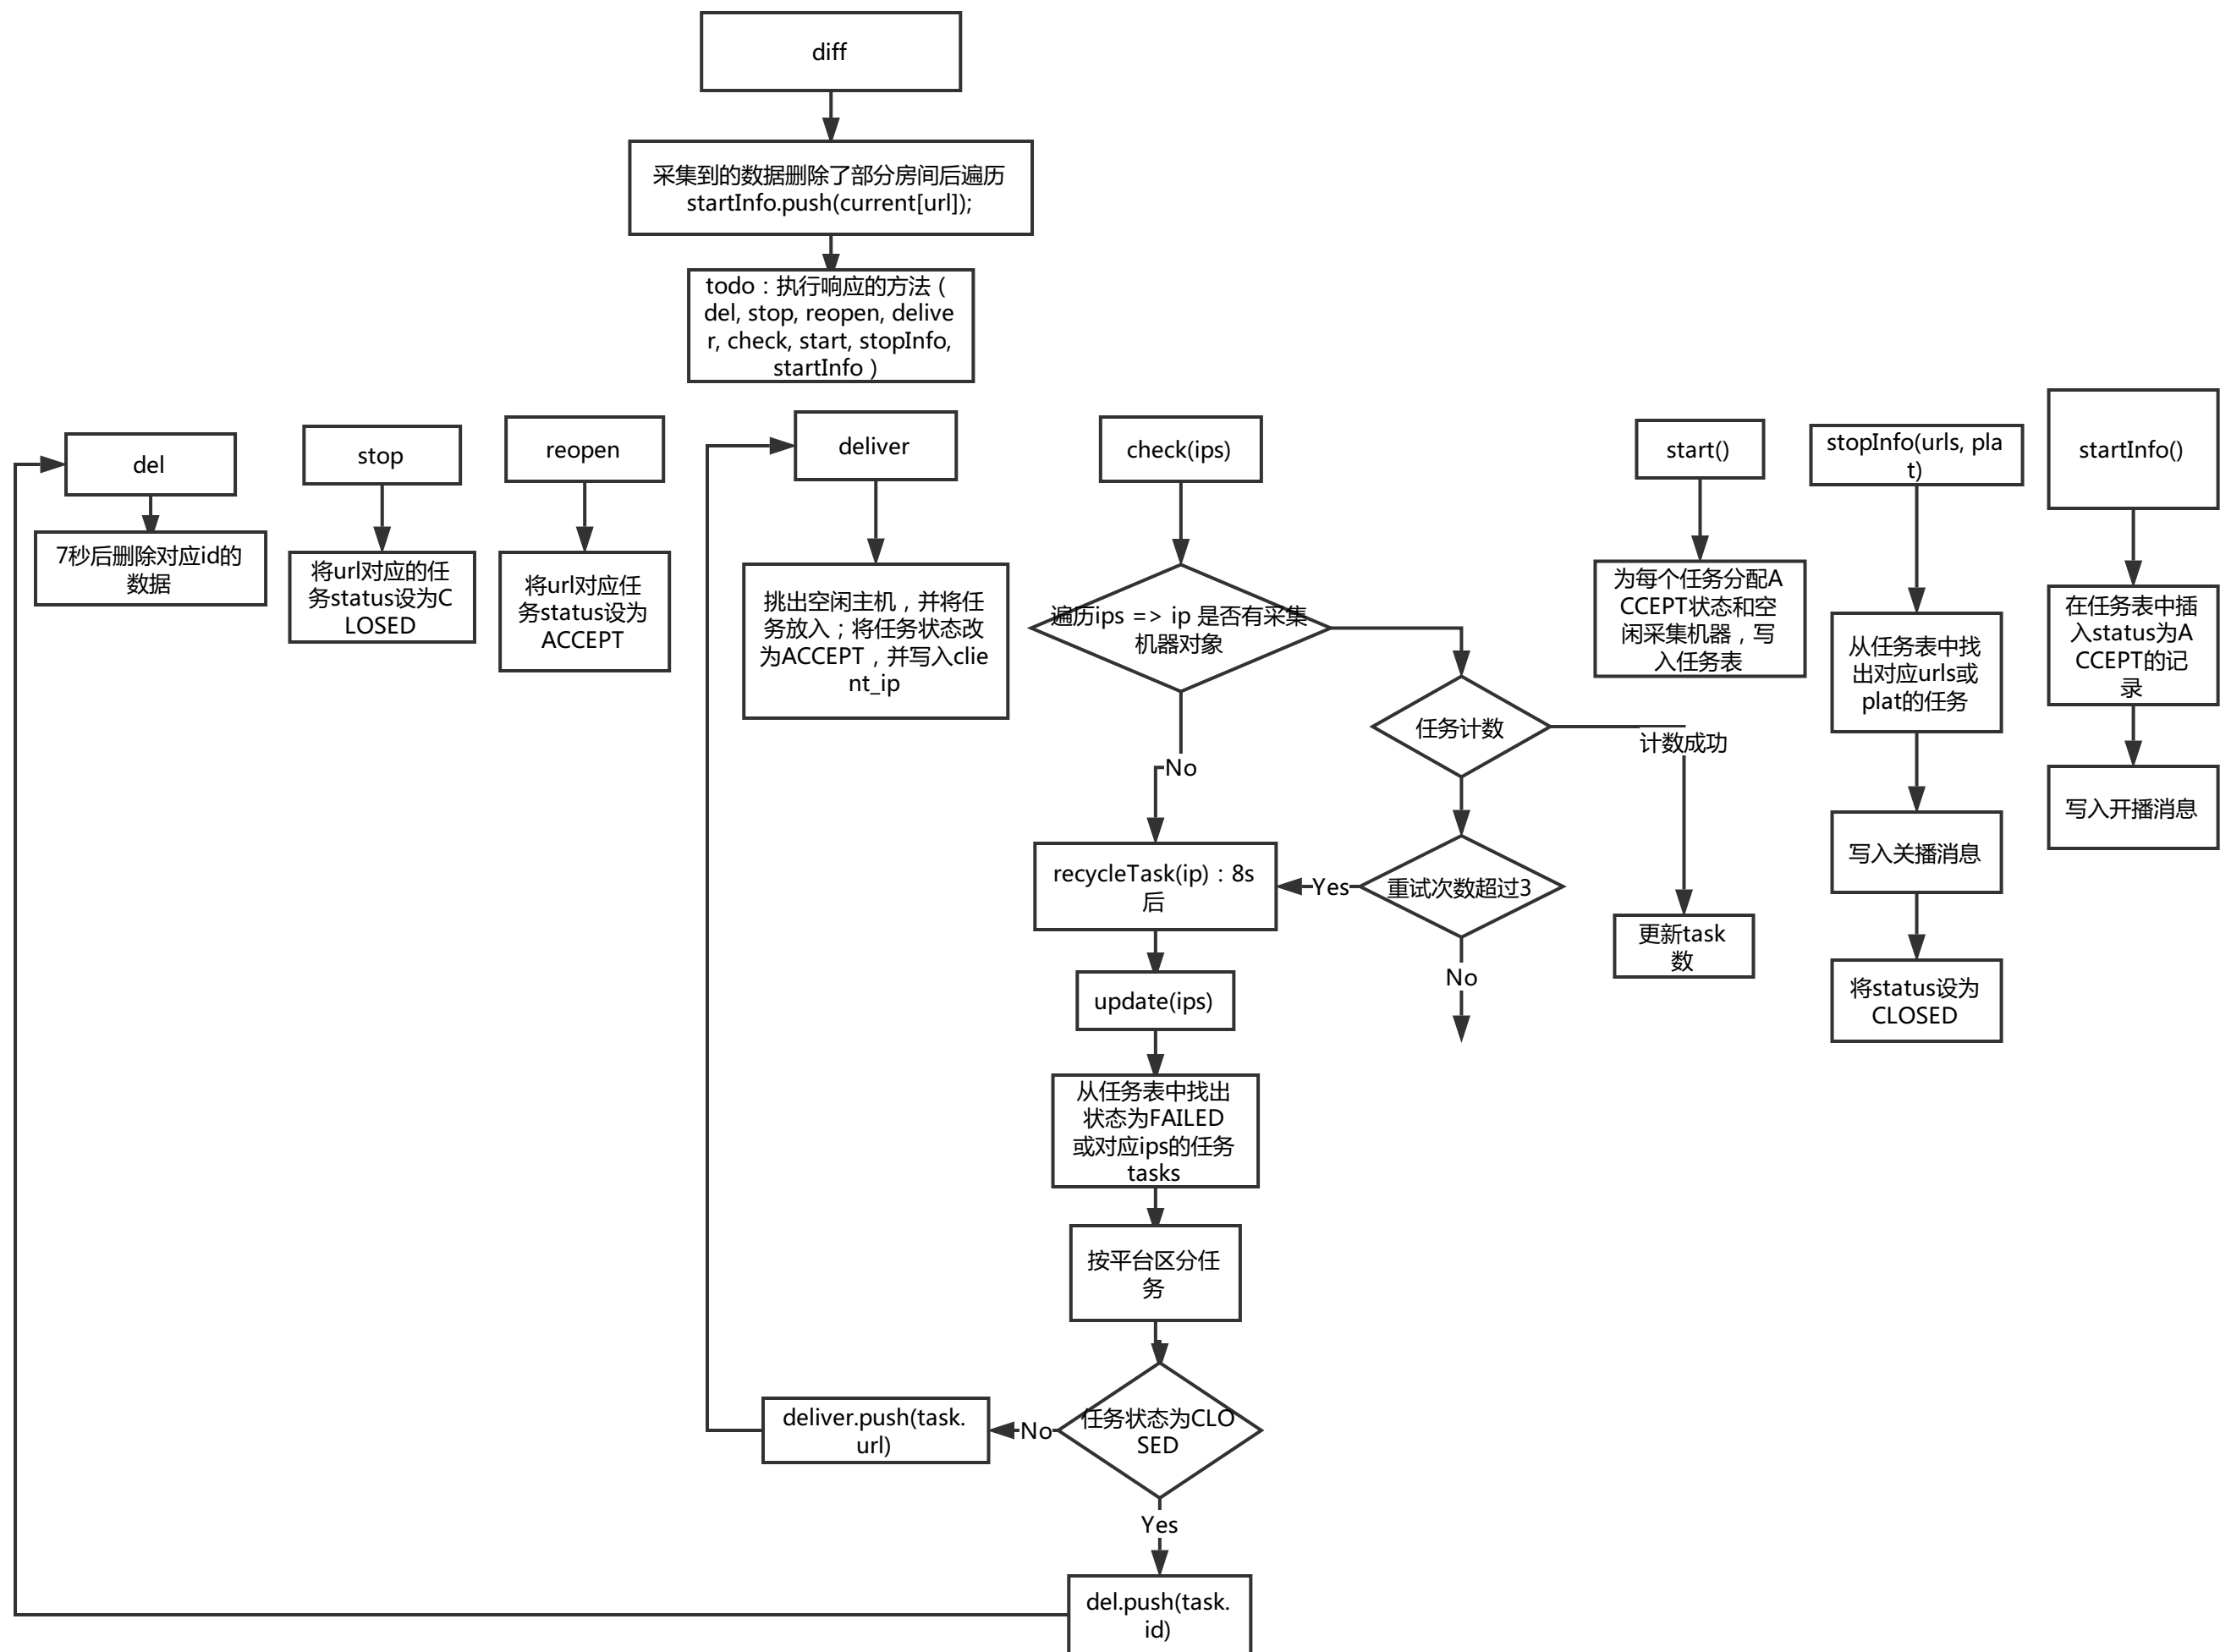 diff
采集到的数据删除了部分房间后遍历
startInfo.push(current[url]);
todo：执行响应的方法（
del, stop, reopen, delive
r, check, start, stopInfo,
startInfo）
del
7秒后删除对应id的
数据
stop
将url对应的任
务status设为C
LOSED
reopen
将url对应任
务status设为
ACCEPT
deliver
挑出空闲主机，并将任
务放入；将任务状态改
为ACCEPT，并写入clie
nt_ip
check(ips)
遍历ips => ip 是否有采集
机器对象
No
任务计数
计数成功
更新task
数
重试次数超过3
Yes
No
recycleTask(ip)：8s
后
update(ips)
从任务表中找出
状态为FAILED
或对应ips的任务
tasks
按平台区分任
务
任务状态为CLO
SED
No
deliver.push(task.
url)
Yes
del.push(task.
id)
start()
为每个任务分配A
CCEPT状态和空
闲采集机器，写
入任务表
stopInfo(urls, pla
t)
从任务表中找
出对应urls或
plat的任务
写入关播消息
将status设为
CLOSED
startInfo()
在任务表中插
入status为A
CCEPT的记
录
写入开播消息